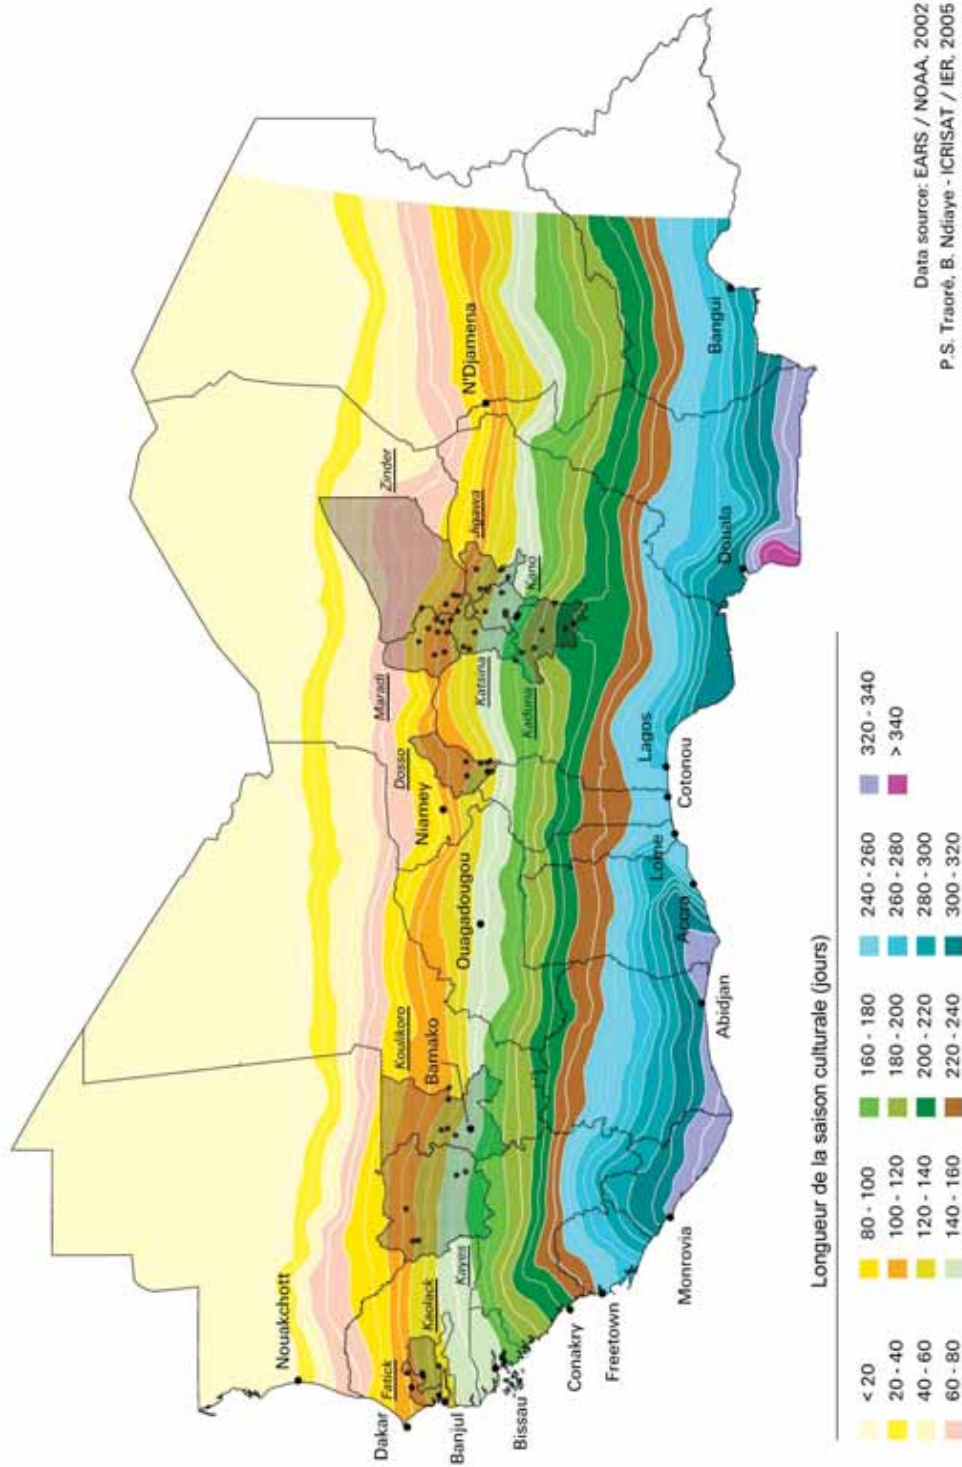 Nouakchott
Dakar
Fatick
Kaolack
Banjul
Kayes
Bissau
Koulikoro
Bamako
Ouagadougou
Niamey
Dosso
Maradi
Zinder
Katsina
Jigawa
Kano
Kaduna
N'Djamena
Conakry
Freetown
Monrovia
Abidjan
Accra
Lome
Cotonou
Lagos
Douala
Bangui
Longueur de la saison culturale (jours)
< 20 80 - 100 160 - 180 240 - 260 320 - 340
20 - 40 100 - 120 180 - 200 260 - 280 > 340
40 - 60 120 - 140 200 - 220 280 - 300
60 - 80 140 - 160 220 - 240 300 - 320
Data source: EARS / NOAA, 2002
P.S. Traoré, B. Ndiaye - ICRISAT / IER, 2005